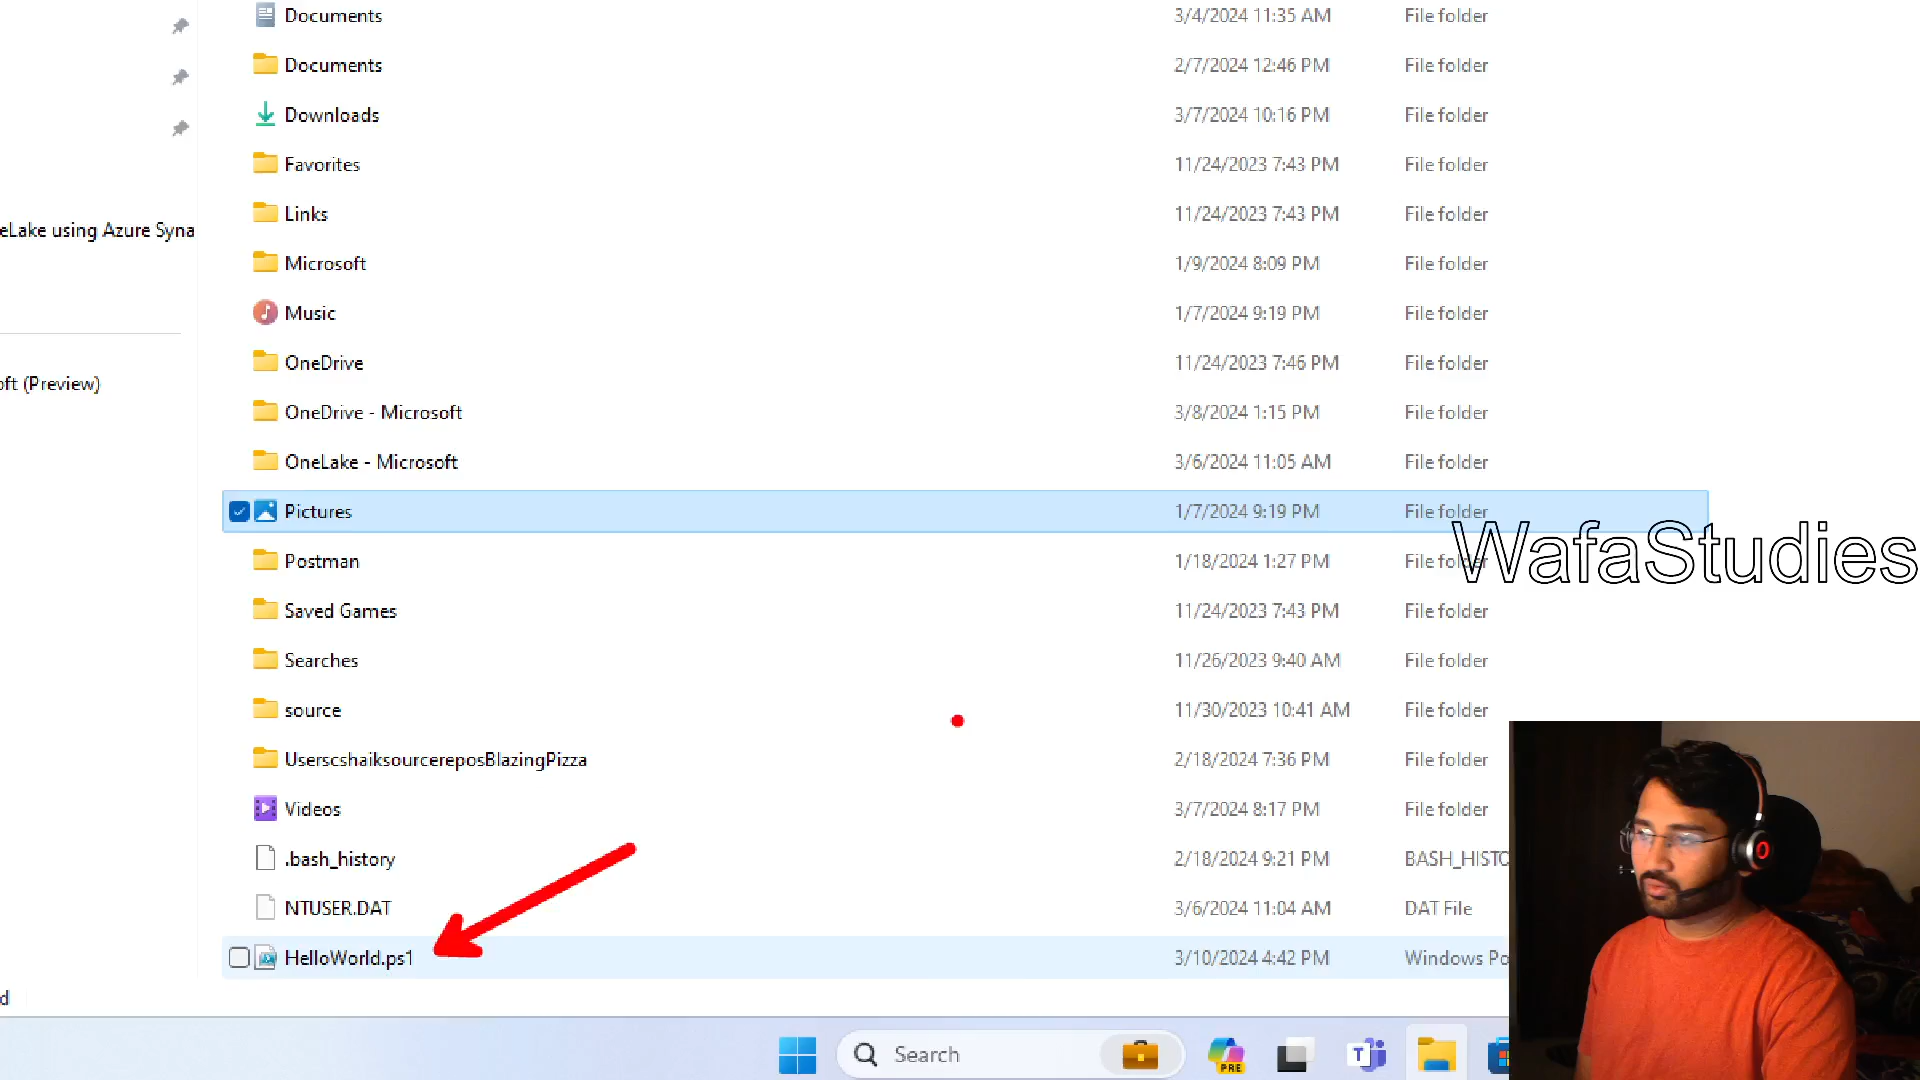 Documents 3/4/2024 11:35 AM File folder
Documents 2/7/2024 12:46 PM File folder
Downloads 3/7/2024 10:16 PM File folder
Favorites 11/24/2023 7:43 PM File folder
Links 11/24/2023 7:43 PM File folder
eLake using Azure Syna
Microsoft 1/9/2024 8:09 PM File folder
Music 1/7/2024 9:19 PM File folder
OneDrive 11/24/2023 7:46 PM File folder
oft (Preview)
OneDrive - Microsoft 3/8/2024 1:15 PM File folder
OneLake - Microsoft 3/6/2024 11:05 AM File folder
Pictures 1/7/2024 9:19 PM File folder
WafaStudies
Postman 1/18/2024 1:27 PM File folder
Saved Games 11/24/2023 7:43 PM File folder
Searches 11/26/2023 9:40 AM File folder
source 11/30/2023 10:41 AM File folder
UserscshaiksourcereposBlazingPizza 2/18/2024 7:36 PM File folder
Videos 3/7/2024 8:17 PM File folder
.bash_history 2/18/2024 9:21 PM BASH_HISTO
NTUSER.DAT 3/6/2024 11:04 AM DAT File
HelloWorld.ps1 3/10/2024 4:42 PM Windows Po
d
Search
PRE
T